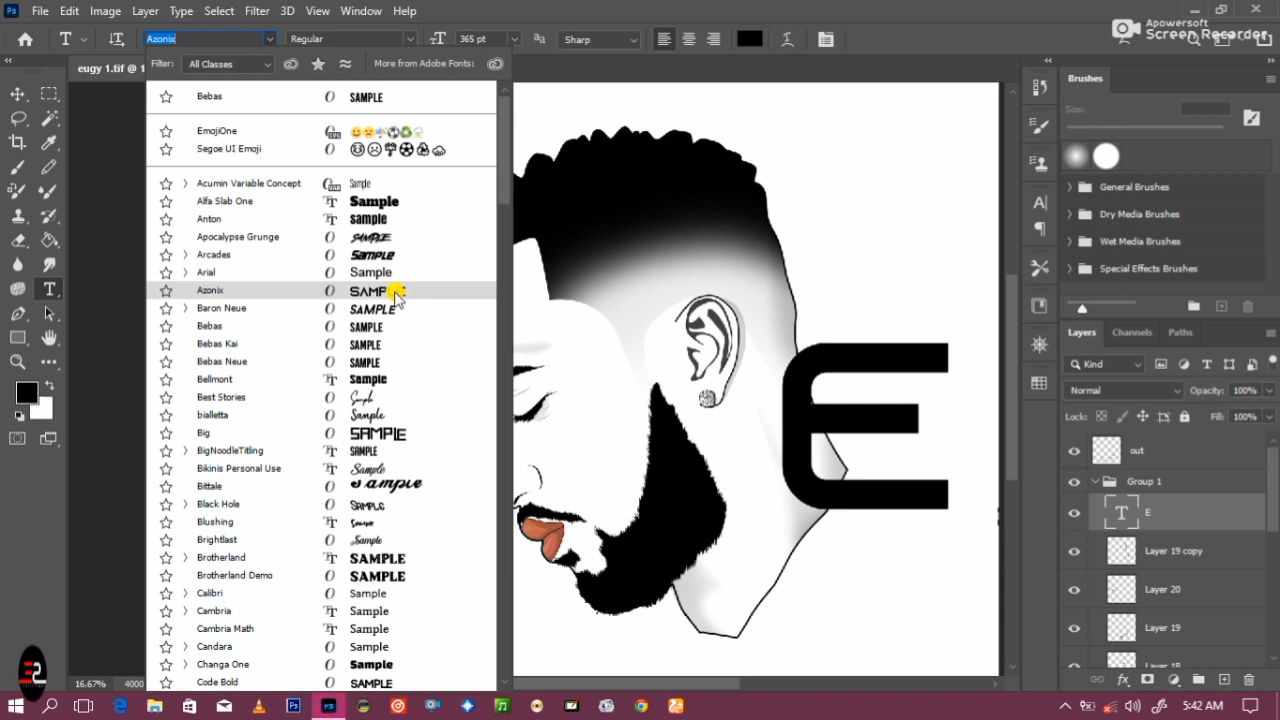 Ps File Edit Image Layer Type Select Filter 3D View Window Help
Apowersoft
Screen Recorder
T Azonix Regular 365 pt Sharp
Filter: All Classes More from Adobe Fonts:
eugy 1.tif @ 1
Bebas SAMPLE
EmojiOne
Segoe UI Emoji
Acumin Variable Concept Sample
Alfa Slab One Sample
Anton sample
Apocalypse Grunge SAMPLE
Arcades Sample
Arial Sample
Azonix SAMPLE
Baron Neue SAMPLE
Bebas SAMPLE
Bebas Kai SAMPLE
Bebas Neue SAMPLE
Bellmont Sample
Best Stories Sample
bialletta Sample
Big SAMPLE
BigNoodleTitling SAMPLE
Bikinis Personal Use Sample
Bittale Sample
Black Hole SAMPLE
Blushing Sample
Brightlast Sample
Brotherland SAMPLE
Brotherland Demo SAMPLE
Calibri Sample
Cambria Sample
Cambria Math Sample
Candara Sample
Changa One Sample
Code Bold SAMPLE
E
Brushes
Size:
General Brushes
Dry Media Brushes
Wet Media Brushes
Special Effects Brushes
Layers Channels Paths
Kind
Normal Opacity: 100%
Lock: Fill: 100%
out
Group 1
T E
Layer 19 copy
Layer 20
Layer 19
Layer 18
16.67% 4000
5:42 AM